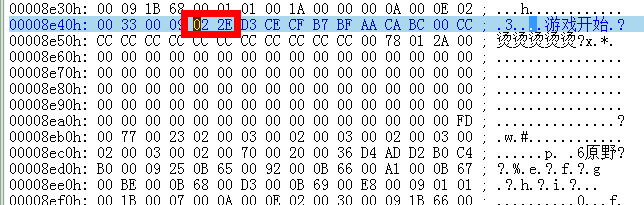 00008e30h: 00 09 1B 68 00 01 00 1A 00 00 00 0A 00 0E 02 ; ...h............
00008e40h: 00 33 00 09 02 2E D3 CE CF B7 BF AA CA BC 00 CC ; .3... .游戏开始.?
00008e50h: CC CC CC CC CC CC CC CC CC CC CC 00 78 01 2A 00 ; 烫烫烫烫烫?x.*.
00008e60h: 00 00 00 00 00 00 00 00 00 00 00 00 00 00 00 00 ; ................
00008e70h: 00 00 00 00 00 00 00 00 00 00 00 00 00 00 00 00 ; ................
00008e80h: 00 00 00 00 00 00 00 00 00 00 00 00 00 00 00 00 ; ................
00008e90h: 00 00 00 00 00 00 00 00 00 00 00 00 00 00 00 00 ; ................
00008ea0h: 00 00 00 00 00 00 00 00 00 00 00 00 00 00 00 FD ; ...............?
00008eb0h: 00 77 00 23 02 00 03 00 02 00 03 00 02 00 03 00 ; .w.#............
00008ec0h: 02 00 03 00 02 00 70 00 20 00 36 D4 AD D2 B0 C4 ; ......p. .6原野?
00008ed0h: B0 00 09 25 0B 65 00 92 00 0B 66 00 A1 00 0B 67 ; ?.%.e.?.f.?.g
00008ee0h: 00 BE 00 0B 68 00 D3 00 0B 69 00 E8 00 09 01 01 ; .?.h.?.i.?...
00008ef0h: 00 1B 00 07 00 0A 00 0E 02 00 30 00 09 1B 66 00